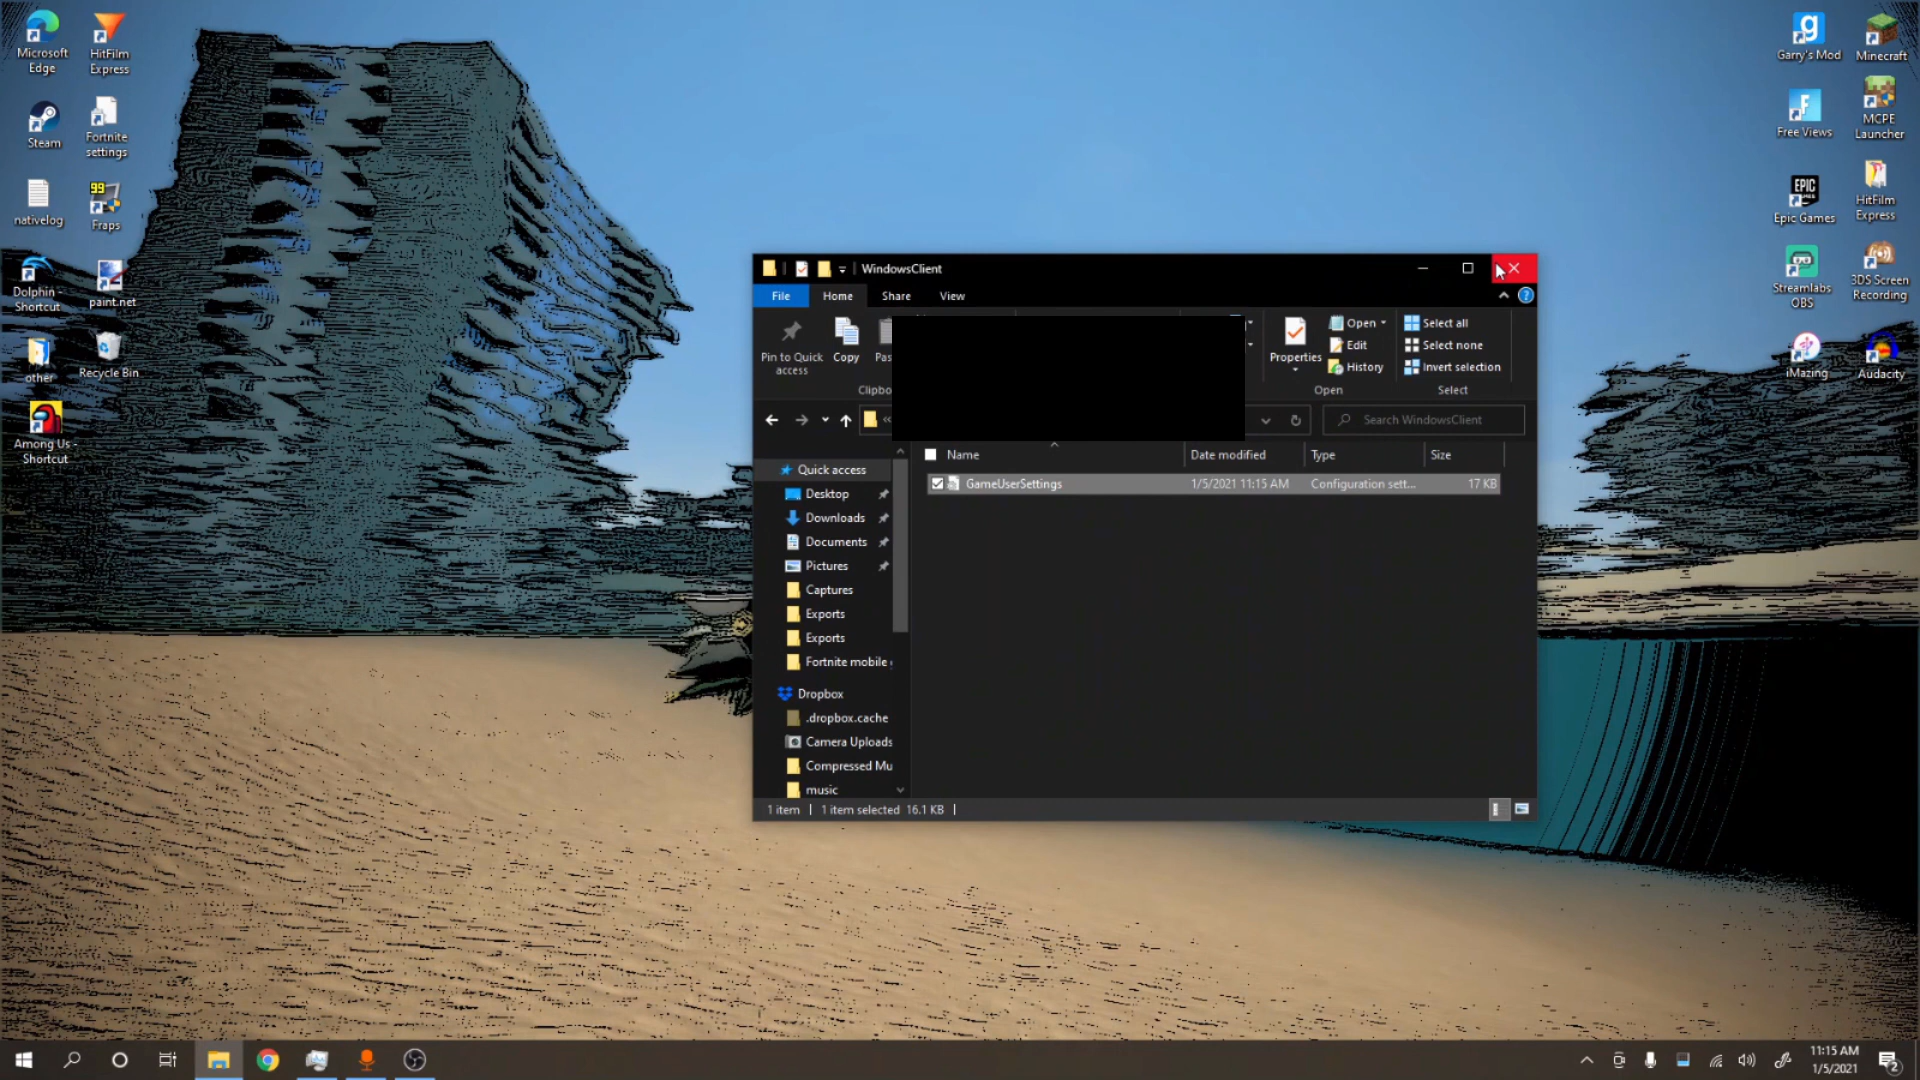 Microsoft
Edge
HitFilm
Express
Steam
Fortnite
settings
nativelog
99
Fraps
Dolphin -
Shortcut
paint.net
other
Recycle Bin
Among Us -
Shortcut
WindowsClient
File
Home
Share
View
?
Pin to Quick
access
Copy
Pas
Clipbo
Properties
Open
Edit
History
Open
Select all
Select none
Invert selection
Select
«
Search WindowsClient
Name
Date modified
Type
Size
GameUserSettings
1/5/2021 11:15 AM
Configuration sett...
17 KB
Quick access
Desktop
Downloads
Documents
Pictures
Captures
Exports
Exports
Fortnite mobile
Dropbox
.dropbox.cache
Camera Uploads
Compressed Mu
music
1 item
1 item selected 16.1 KB
g
Garry's Mod
Minecraft
F
Free Views
MCPE
Launcher
EPIC
GAMES
Epic Games
HitFilm
Express
Streamlabs
OBS
3DS Screen
Recording
iMazing
Audacity
11:15 AM
1/5/2021
2